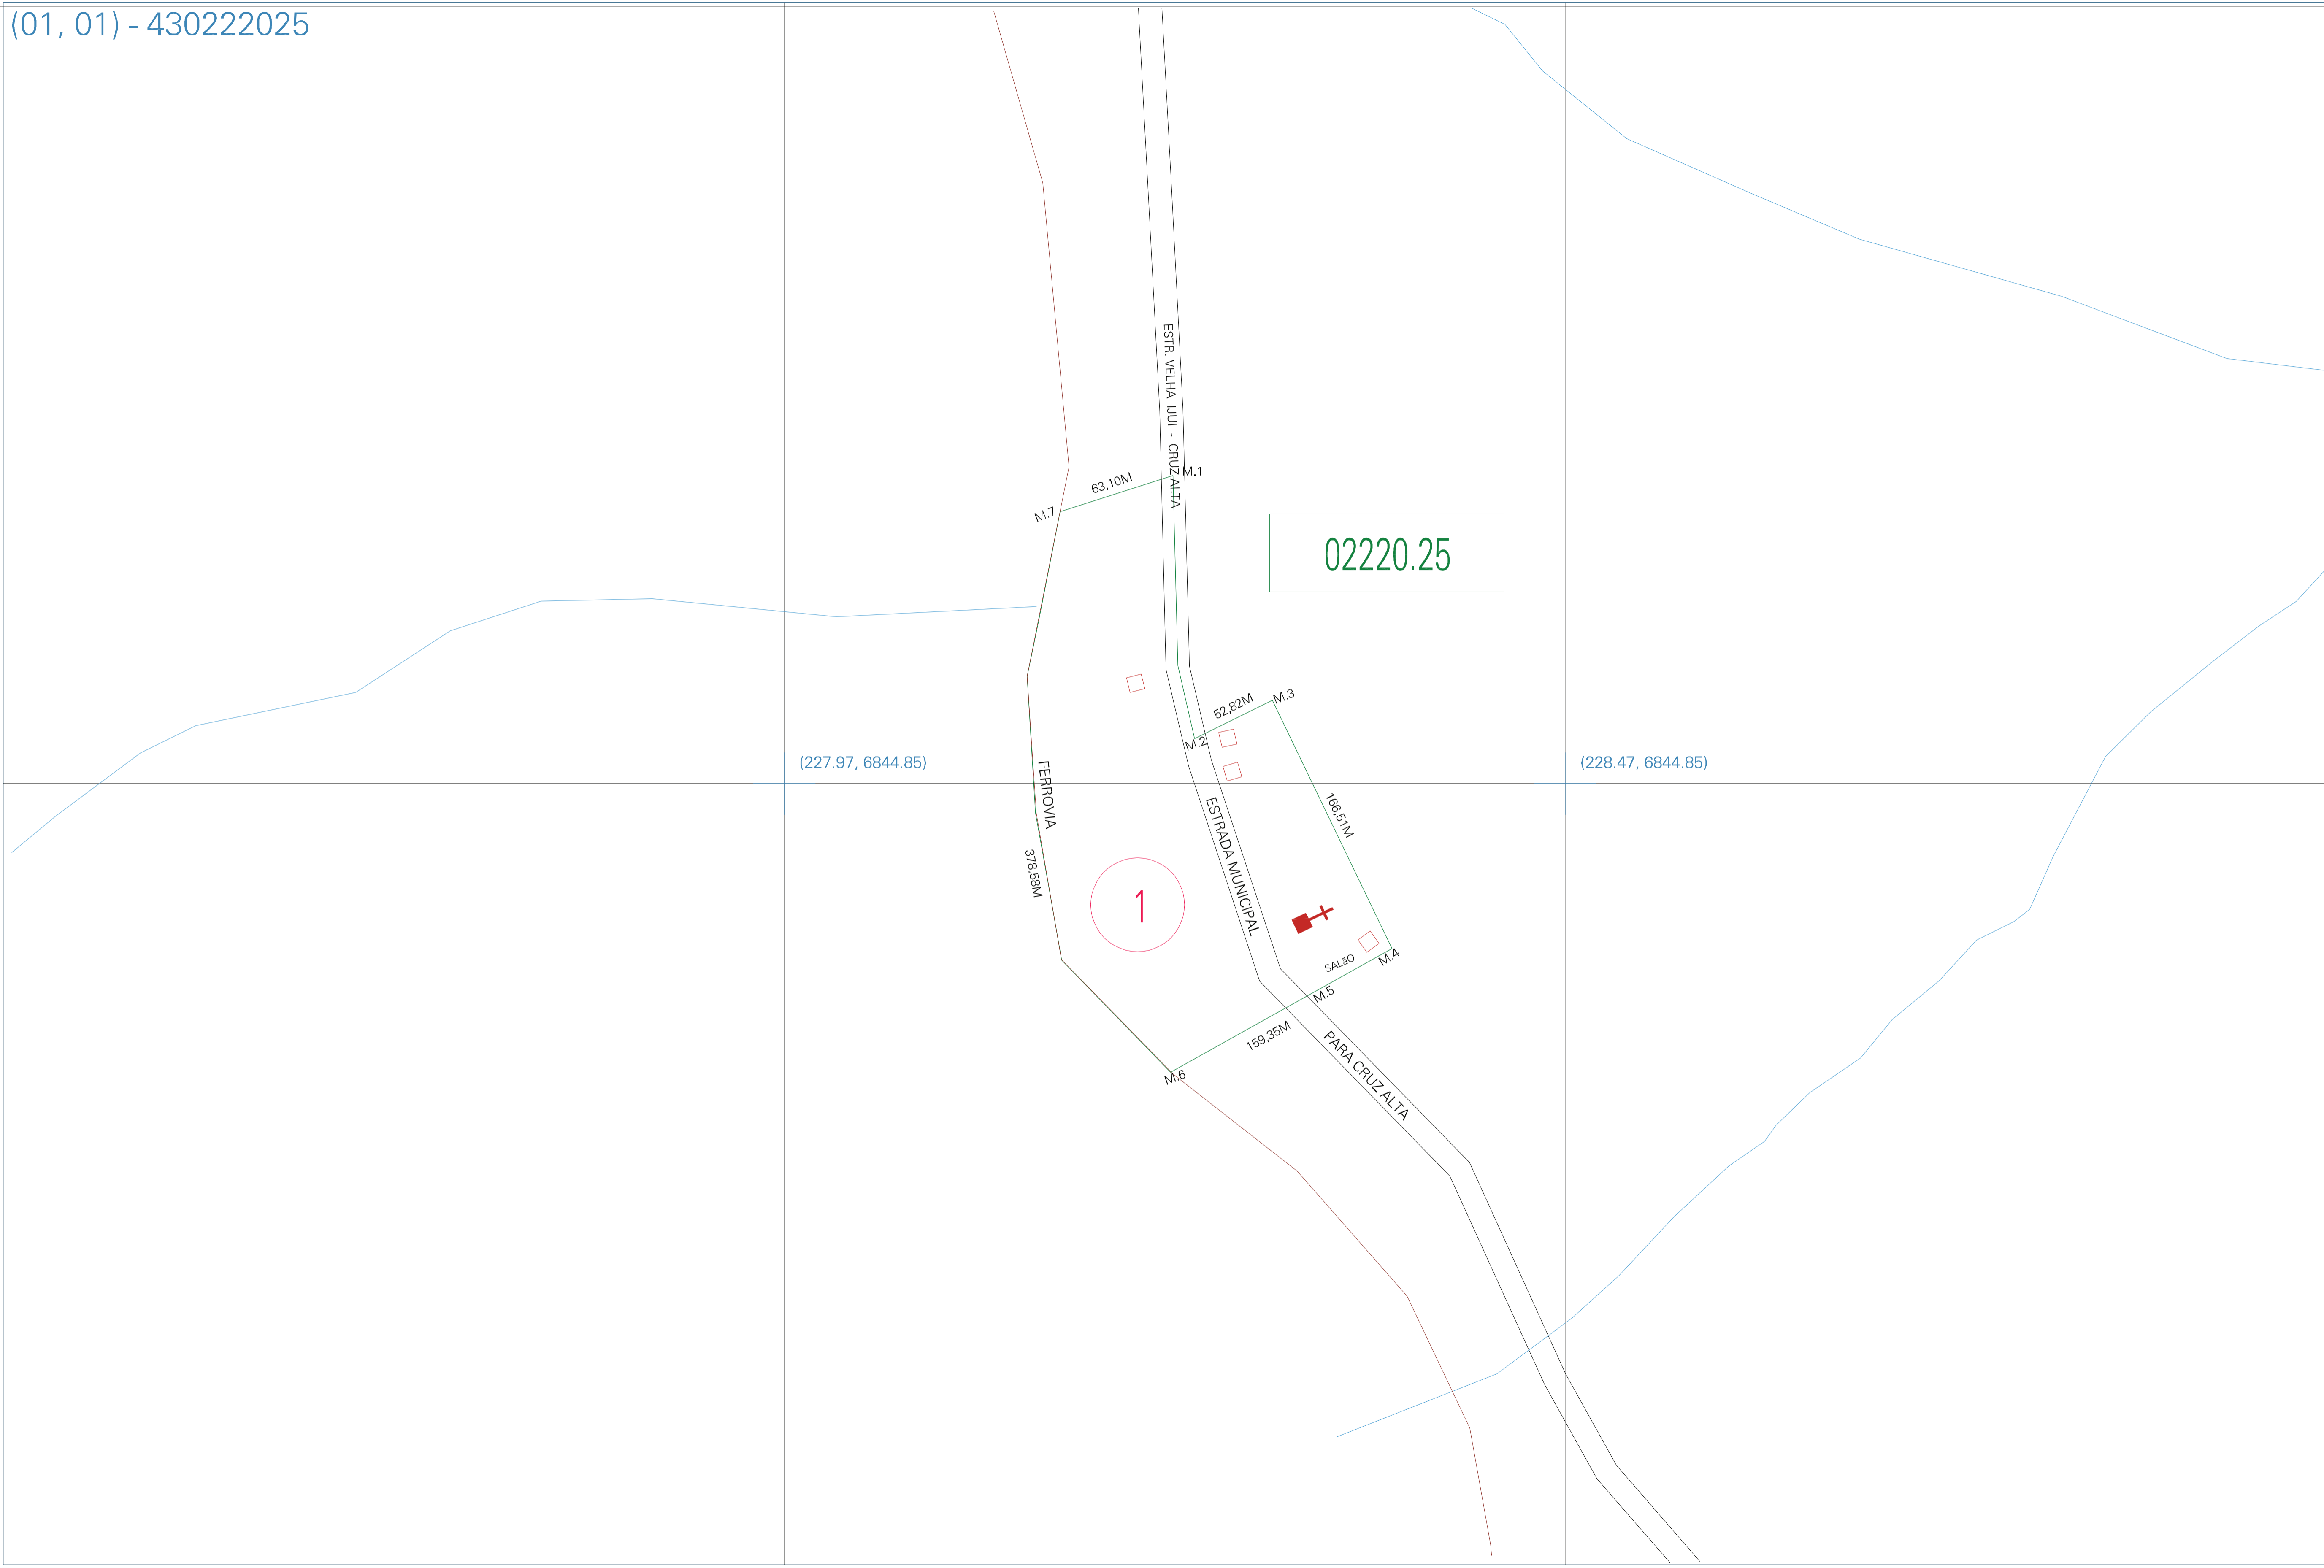 (01, 01) - 430222025
ESTR. VELHA IJUI - CRUZ ALTA
M.1
63,10M
M.7
02220.25
M.3
52,82M
M.2
(227.97, 6844.85)
(228.47, 6844.85)
FERROVIA
166,51M
ESTRADA MUNICIPAL
378,58M
1
SALãO
M.4
M.5
159,35M
PARA CRUZ ALTA
M.6